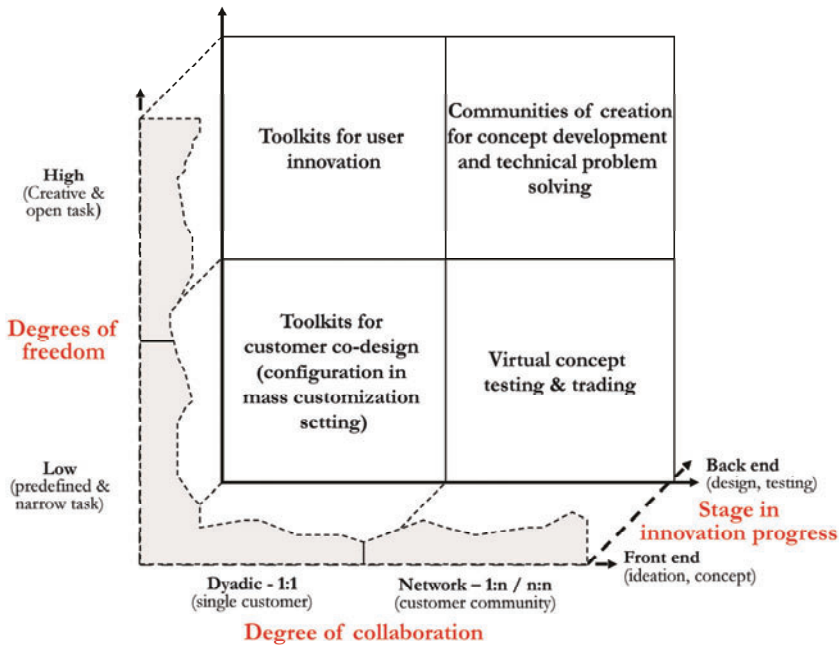 Toolkits for user
innovation
Communities of creation
for concept development
and technical problem
solving
High
(Creative &
open task)
Degrees of
freedom
Toolkits for
customer co-design
(configuration in
mass customization
setting)
Virtual concept
testing & trading
Low
(predefined &
narrow task)
Back end
(design, testing)
Stage in
innovation progress
Front end
(ideation, concept)
Dyadic - 1:1
(single customer)
Network – 1:n / n:n
(customer community)
Degree of collaboration